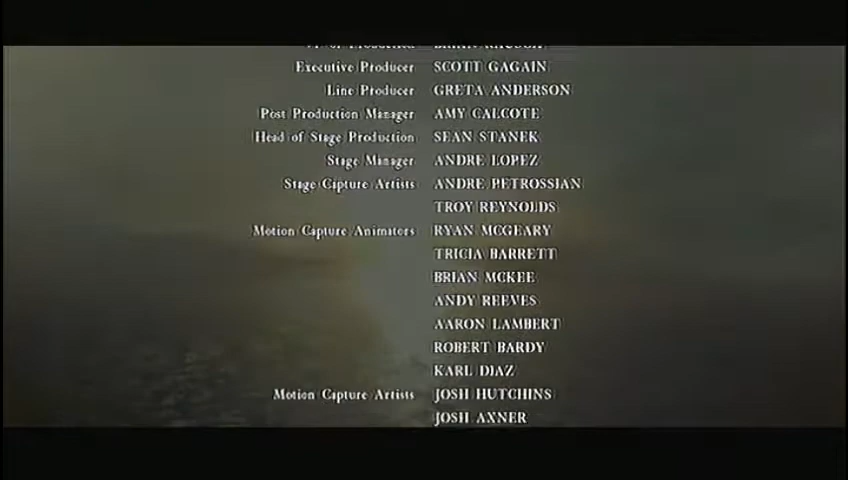 Executive Producer SCOTT GAGAIN
Line Producer GRETA ANDERSON
Post Production Manager AMY CALCOTE
Head of Stage Production SEAN STANEK
Stage Manager ANDRE LOPEZ
Stage Capture Artists ANDRE PETROSSIAN
TROY REYNOLDS
Motion Capture Animators RYAN MCGEARY
TRICIA BARRETT
BRIAN MCKEE
ANDY REEVES
AARON LAMBERT
ROBERT BARDY
KARL DIAZ
Motion Capture Artists JOSH HUTCHINS
JOSH AXNER